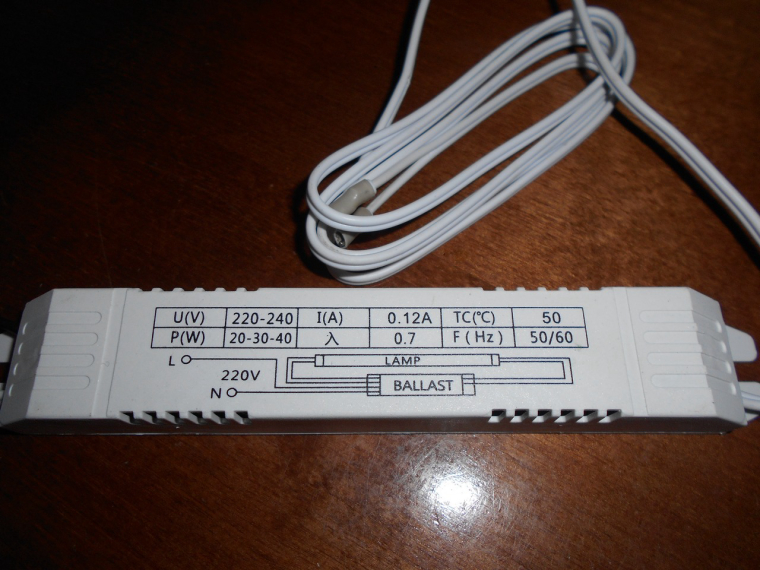 U(V) 220-240 I(A) 0.12A TC(℃) 50
P(W) 20-30-40 λ 0.7 F(Hz) 50/60
L
LAMP
220V
BALLAST
N